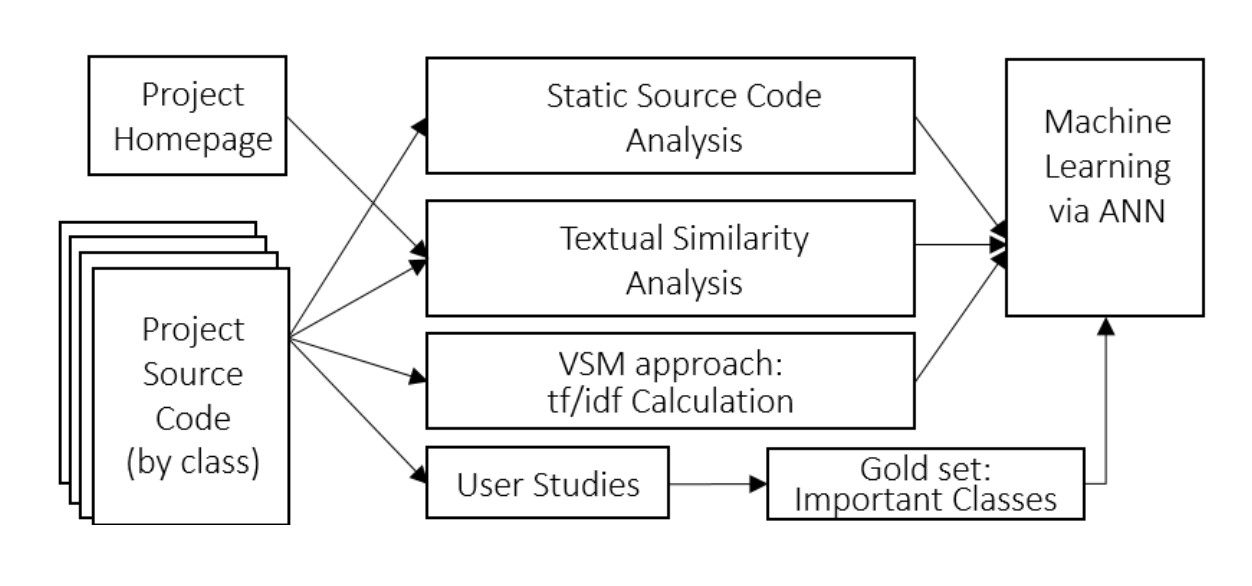 Project
Homepage
Project
Source
Code
(by class)
Static Source Code
Analysis
Textual Similarity
Analysis
VSM approach:
tf/idf Calculation
User Studies
Gold set:
Important Classes
Machine
Learning
via ANN